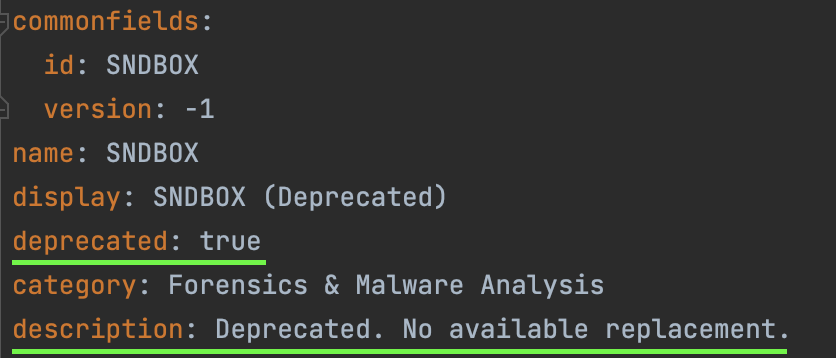 commonfields:
  id: SNDBOX
  version: -1
name: SNDBOX
display: SNDBOX (Deprecated)
deprecated: true
category: Forensics & Malware Analysis
description: Deprecated. No available replacement.